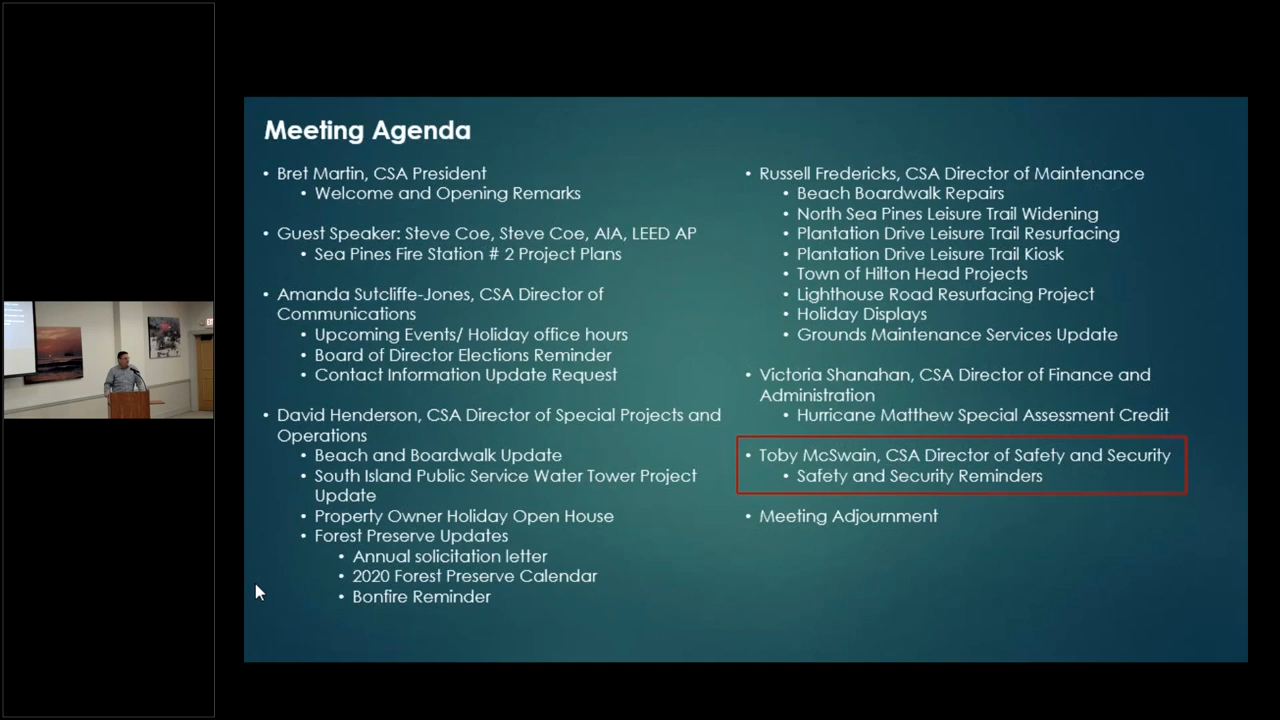 Meeting Agenda
• Bret Martin, CSA President
• Welcome and Opening Remarks
• Guest Speaker: Steve Coe, Steve Coe, AIA, LEED AP
• Sea Pines Fire Station # 2 Project Plans
• Amanda Sutcliffe-Jones, CSA Director of
Communications
• Upcoming Events/ Holiday office hours
• Board of Director Elections Reminder
• Contact Information Update Request
• David Henderson, CSA Director of Special Projects and
Operations
• Beach and Boardwalk Update
• South Island Public Service Water Tower Project
Update
• Property Owner Holiday Open House
• Forest Preserve Updates
• Annual solicitation letter
• 2020 Forest Preserve Calendar
• Bonfire Reminder
• Russell Fredericks, CSA Director of Maintenance
• Beach Boardwalk Repairs
• North Sea Pines Leisure Trail Widening
• Plantation Drive Leisure Trail Resurfacing
• Plantation Drive Leisure Trail Kiosk
• Town of Hilton Head Projects
• Lighthouse Road Resurfacing Project
• Holiday Displays
• Grounds Maintenance Services Update
• Victoria Shanahan, CSA Director of Finance and
Administration
• Hurricane Matthew Special Assessment Credit
• Toby McSwain, CSA Director of Safety and Security
• Safety and Security Reminders
• Meeting Adjournment